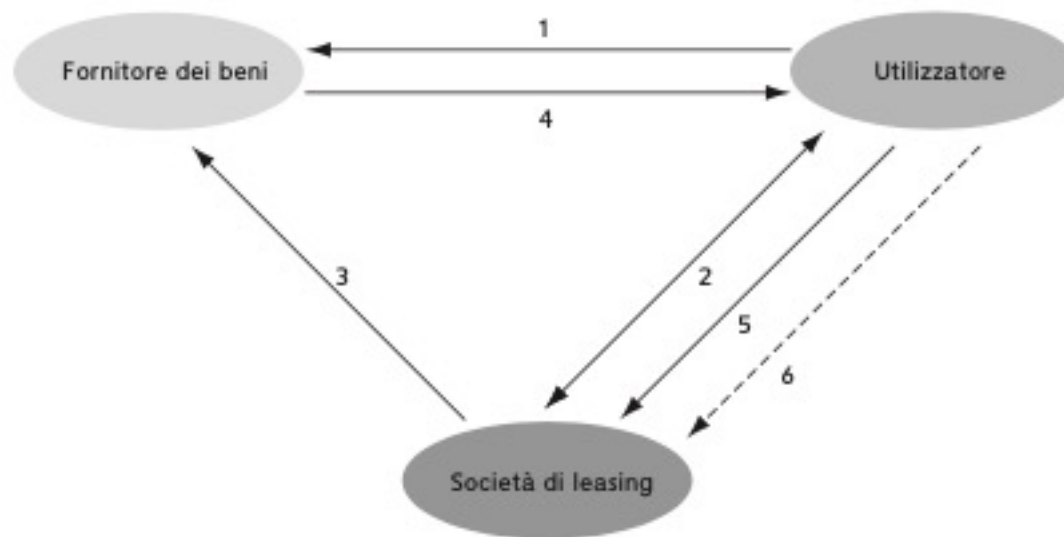 1
Fornitore dei beni
Utilizzatore
4
3
2
5
6
Società di leasing